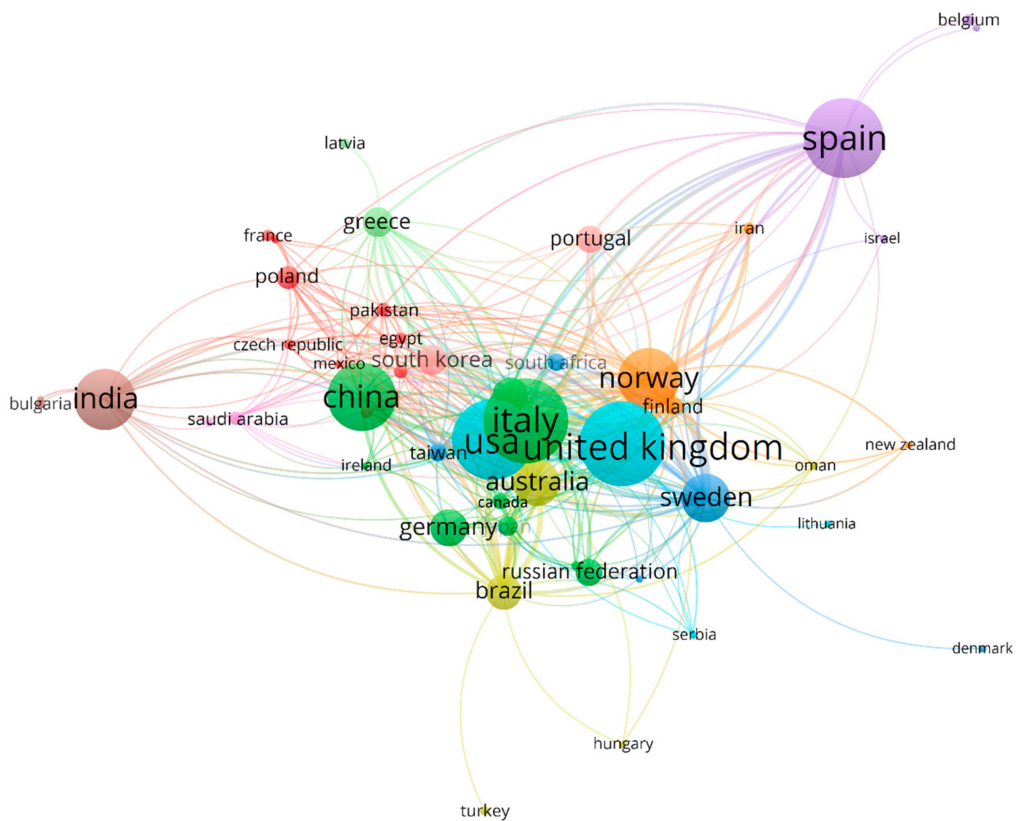 belgium
spain
latvia
greece
france
portugal
iran
israel
poland
pakistan
egypt
czech republic
mexico
south korea
south africa
norway
india
bulgaria
china
finland
saudi arabia
italy
usa
united kingdom
new zealand
taiwan
ireland
oman
australia
sweden
canada
germany
lithuania
russian federation
brazil
serbia
denmark
hungary
turkey